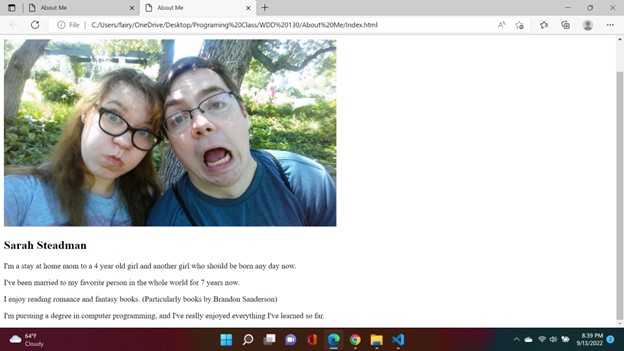 About Me
About Me
File
C:/Users/fairy/OneDrive/Desktop/Programing%20Class/WDD%20130/About%20Me/Index.html
Sarah Steadman
I'm a stay at home mom to a 4 year old girl and another girl who should be born any day now.
I've been married to my favorite person in the whole world for 7 years now.
I enjoy reading romance and fantasy books. (Particularly books by Brandon Sanderson)
I'm pursuing a degree in computer programming, and I've really enjoyed everything I've learned so far.
64°F
Cloudy
8:39 PM
9/13/2022
2